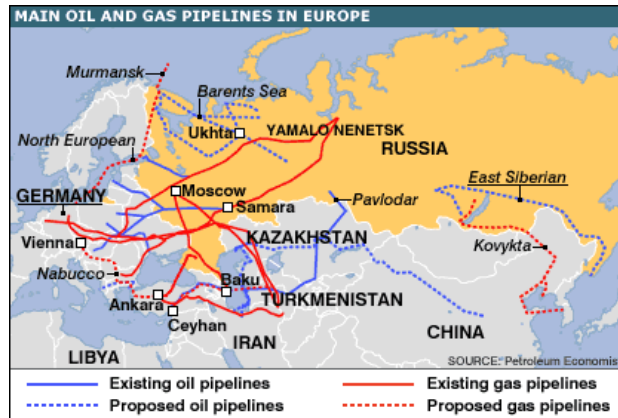 MAIN OIL AND GAS PIPELINES IN EUROPE
Murmansk
Barents Sea
North European
Ukhta
YAMALO NENETSK
RUSSIA
GERMANY
Moscow
Pavlodar
East Siberian
Samara
Vienna
KAZAKHSTAN
Kovykta
Nabucco
Baku
Ankara
TURKMENISTAN
Ceyhan
CHINA
LIBYA
IRAN
SOURCE: Petroleum Economis
Existing oil pipelines
Existing gas pipelines
Proposed oil pipelines
Proposed gas pipelines